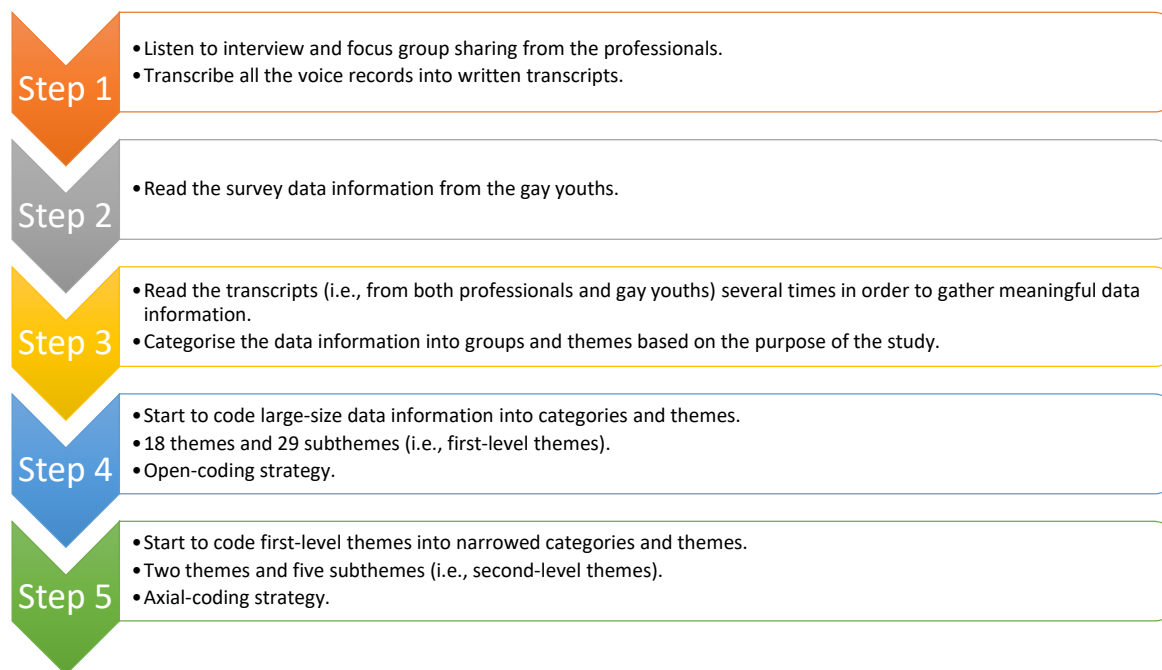 Step 1
•Listen to interview and focus group sharing from the professionals.
•Transcribe all the voice records into written transcripts.
Step 2
•Read the survey data information from the gay youths.
Step 3
•Read the transcripts (i.e., from both professionals and gay youths) several times in order to gather meaningful data
information.
•Categorise the data information into groups and themes based on the purpose of the study.
Step 4
•Start to code large-size data information into categories and themes.
•18 themes and 29 subthemes (i.e., first-level themes).
•Open-coding strategy.
Step 5
•Start to code first-level themes into narrowed categories and themes.
•Two themes and five subthemes (i.e., second-level themes).
•Axial-coding strategy.